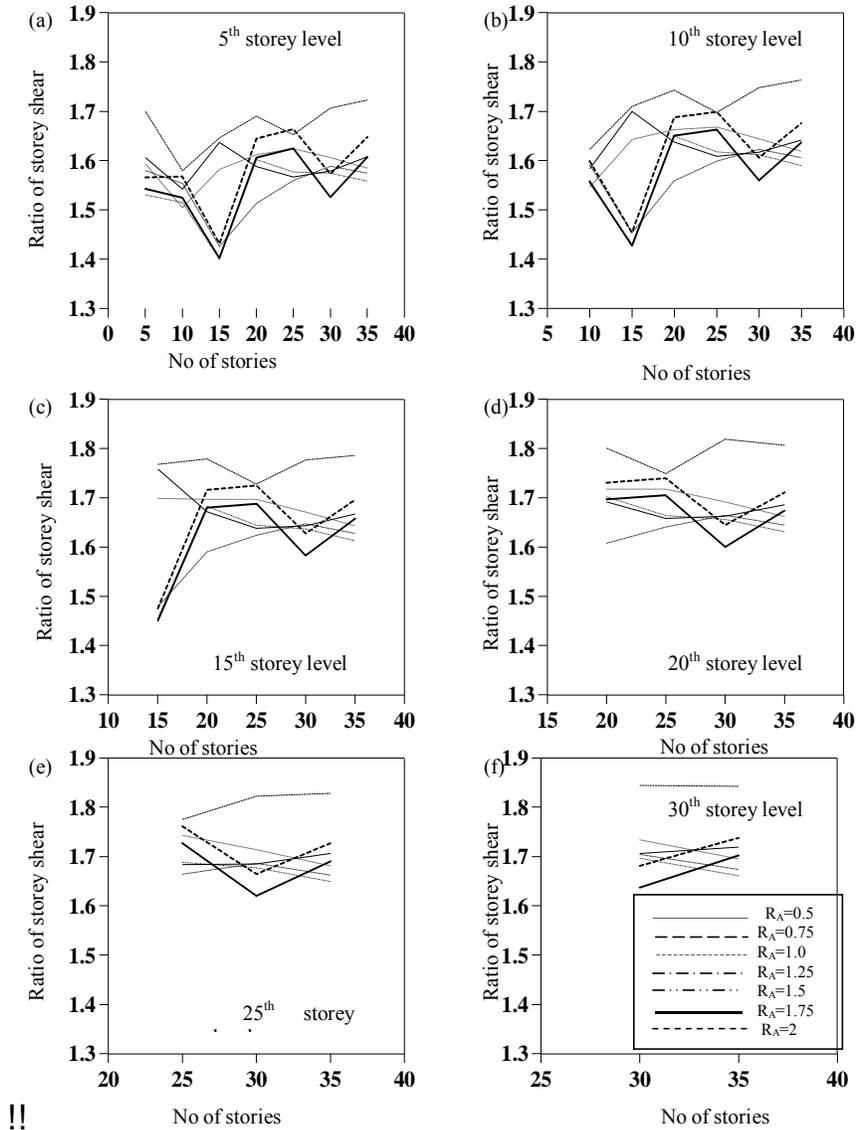 (a)
5th storey level
Ratio of storey shear
1.9
1.8
1.7
1.6
1.5
1.4
1.3
0 5 10 15 20 25 30 35 40
No of stories
(b)
10th storey level
Ratio of storey shear
1.9
1.8
1.7
1.6
1.5
1.4
1.3
5 10 15 20 25 30 35 40
No of stories
(c)
15th storey level
Ratio of storey shear
1.9
1.8
1.7
1.6
1.5
1.4
1.3
10 15 20 25 30 35 40
No of stories
(d)
20th storey level
Ratio of storey shear
1.9
1.8
1.7
1.6
1.5
1.4
1.3
15 20 25 30 35 40
No of stories
(e)
25th storey
Ratio of storey shear
1.9
1.8
1.7
1.6
1.5
1.4
1.3
20 25 30 35 40
No of stories
(f)
30th storey level
Ratio of storey shear
1.9
1.8
1.7
1.6
1.5
1.4
1.3
25 30 35 40
No of stories
RA=0.5
RA=0.75
RA=1.0
RA=1.25
RA=1.5
RA=1.75
RA=2
!!